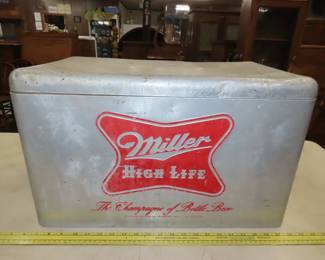 Miller
HIGH LIFE
The Champagne of Bottle Beer